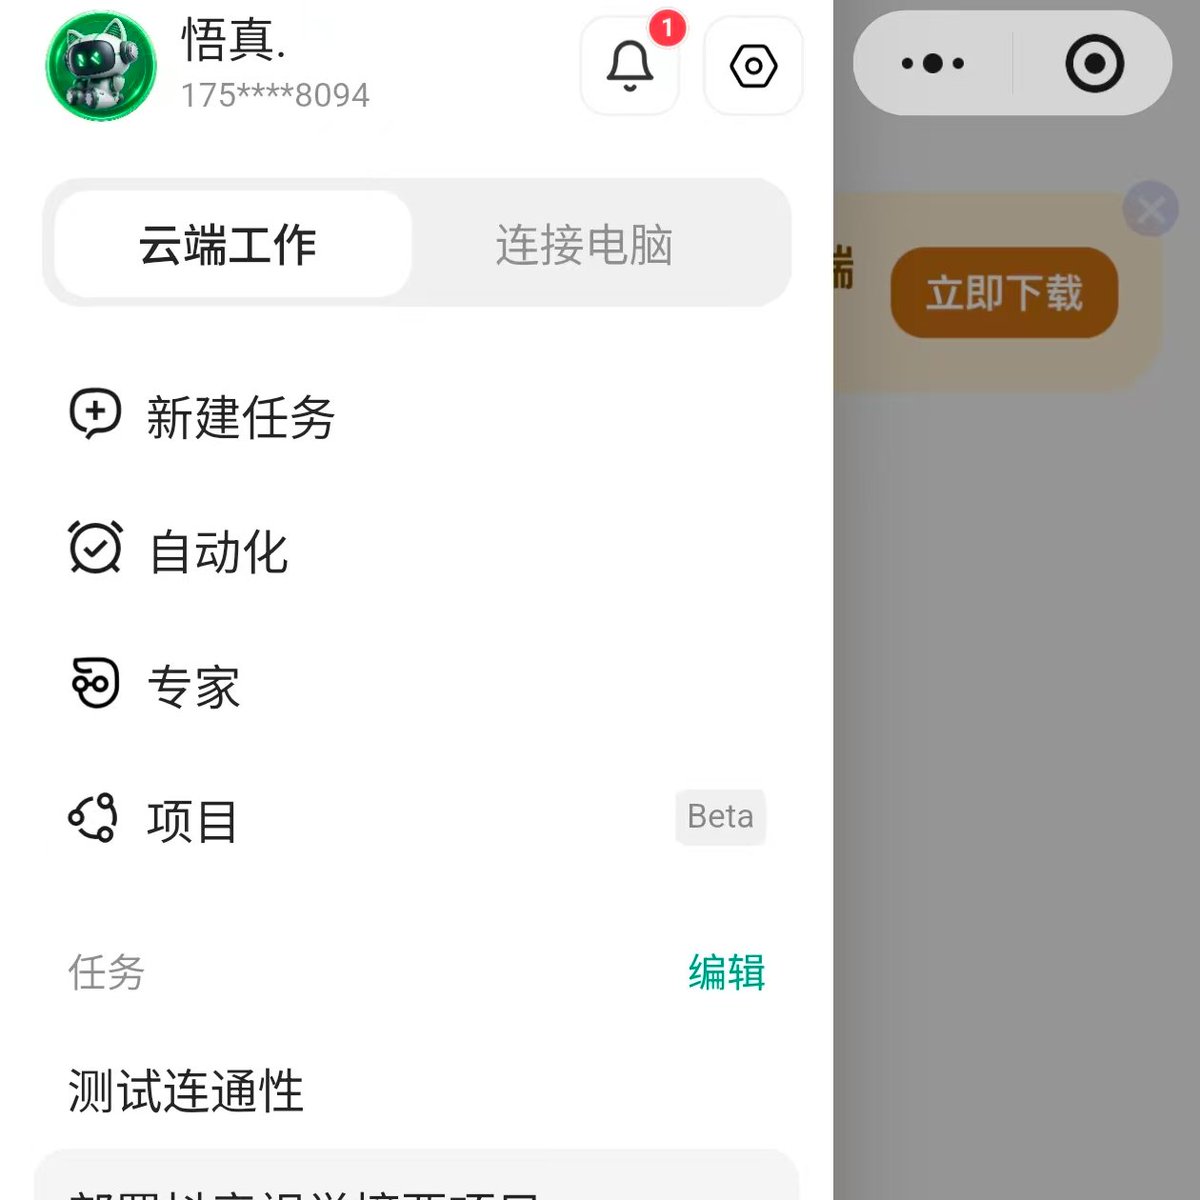 悟真.
175****8094
1
云端工作
连接电脑
端
立即下载
新建任务
自动化
专家
项目
Beta
任务
编辑
测试连通性